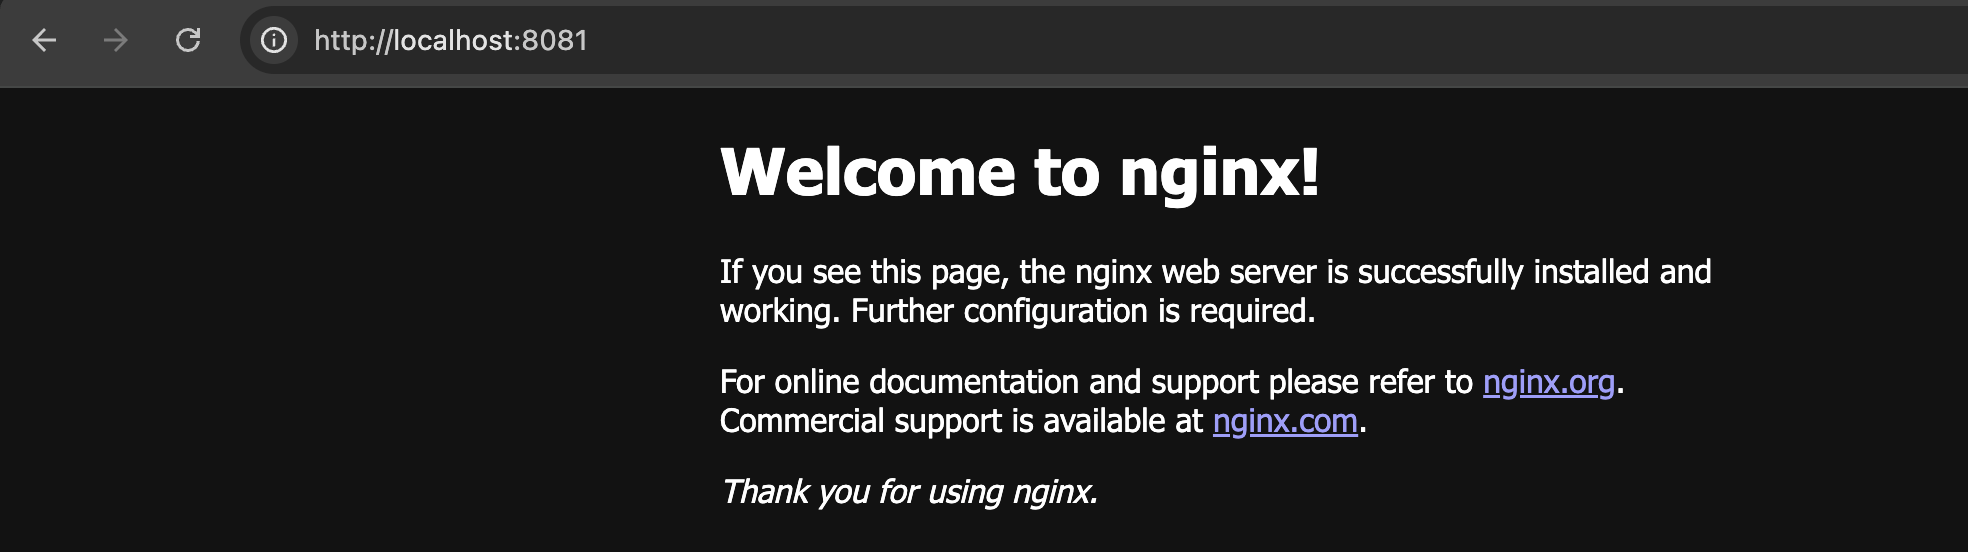 http://localhost:8081
Welcome to nginx!
If you see this page, the nginx web server is successfully installed and
working. Further configuration is required.
For online documentation and support please refer to nginx.org.
Commercial support is available at nginx.com.
Thank you for using nginx.